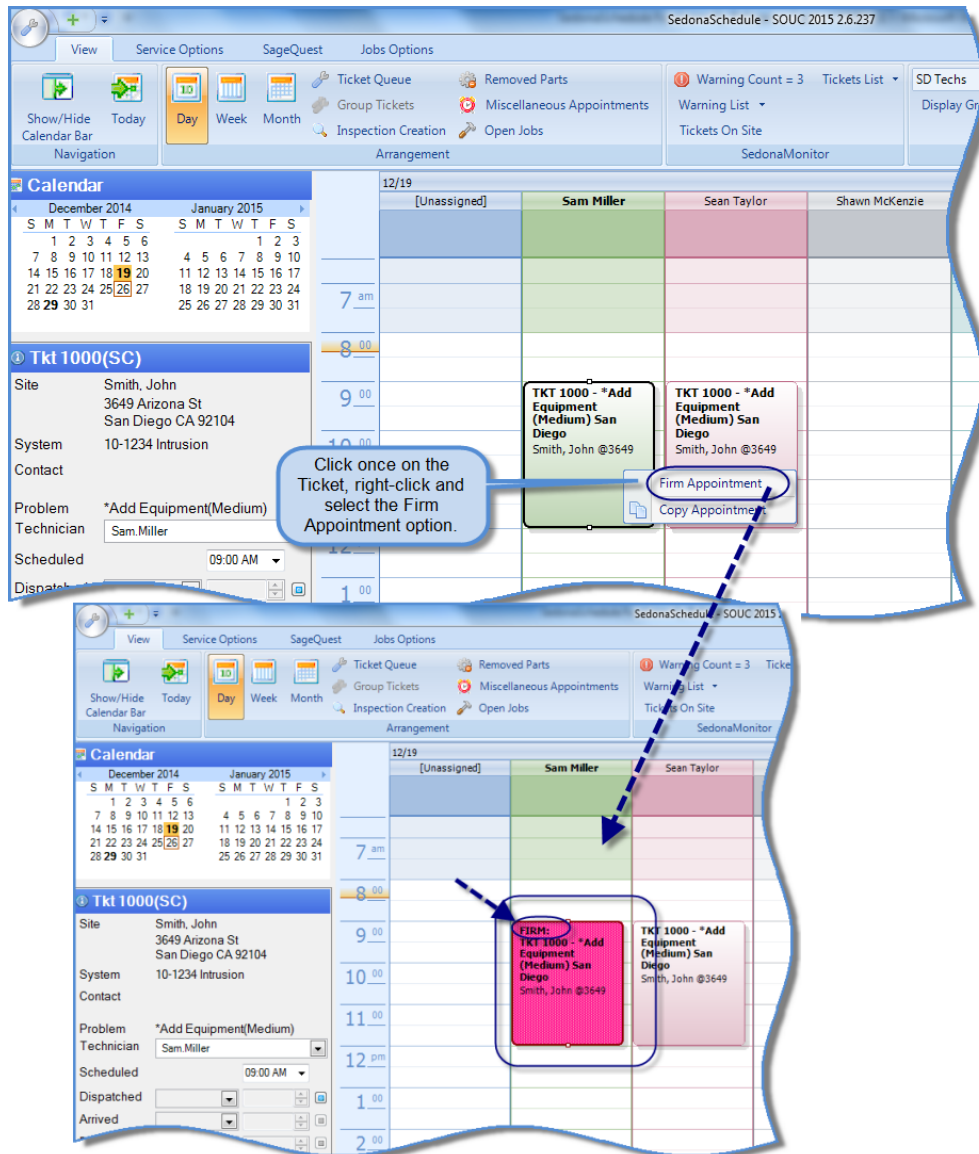 SedonaSchedule - SOUC 2015 2.6.237
View Service Options SageQuest Jobs Options
Show/Hide Calendar Bar
Today
Navigation
Day Week Month
Ticket Queue
Group Tickets
Inspection Creation
Removed Parts
Miscellaneous Appointments
Open Jobs
Arrangement
Warning Count = 3 Tickets List
Warning List
Tickets On Site
SedonaMonitor
SD Techs
Display Gr
Calendar
December 2014 January 2015
S M T W T F S S M T W T F S
1 2 3 4 5 6 1 2 3
7 8 9 10 11 12 13 4 5 6 7 8 9 10
14 15 16 17 18 19 20 11 12 13 14 15 16 17
21 22 23 24 25 26 27 18 19 20 21 22 23 24
28 29 30 31 25 26 27 28 29 30 31
12/19
[Unassigned] Sam Miller Sean Taylor Shawn McKenzie
7 am
8 00
9 00
10 00
1 00
Tkt 1000(SC)
Site Smith, John
3649 Arizona St
San Diego CA 92104
System 10-1234 Intrusion
Contact
Problem *Add Equipment(Medium)
Technician Sam.Miller
Scheduled 09:00 AM
TKT 1000 - *Add
Equipment
(Medium) San
Diego
Smith, John @3649
TKT 1000 - *Add
Equipment
(Medium) San
Diego
Smith, John @3649
Firm Appointment
Copy Appointment
Click once on the
Ticket, right-click and
select the Firm
Appointment option.
SedonaSchedule - SOUC 2015
View Service Options SageQuest Jobs Options
Show/Hide Calendar Bar
Today
Navigation
Day Week Month
Ticket Queue
Group Tickets
Inspection Creation
Removed Parts
Miscellaneous Appointments
Open Jobs
Arrangement
Warning Count = 3 Ticke
Warning List
Tickets On Site
SedonaMonitor
Calendar
December 2014 January 2015
S M T W T F S S M T W T F S
1 2 3 4 5 6 1 2 3
7 8 9 10 11 12 13 4 5 6 7 8 9 10
14 15 16 17 18 19 20 11 12 13 14 15 16 17
21 22 23 24 25 26 27 18 19 20 21 22 23 24
28 29 30 31 25 26 27 28 29 30 31
12/19
[Unassigned] Sam Miller Sean Taylor
7 am
8 00
9 00
10 00
11 00
12 pm
1 00
2 00
Tkt 1000(SC)
Site Smith, John
3649 Arizona St
San Diego CA 92104
System 10-1234 Intrusion
Contact
Problem *Add Equipment(Medium)
Technician Sam.Miller
Scheduled 09:00 AM
Dispatched
Arrived
FIRM:
TKT 1000 - *Add
Equipment
(Medium) San
Diego
Smith, John @3649
TKT 1000 - *Add
Equipment
(Medium) San
Diego
Smith, John @3649